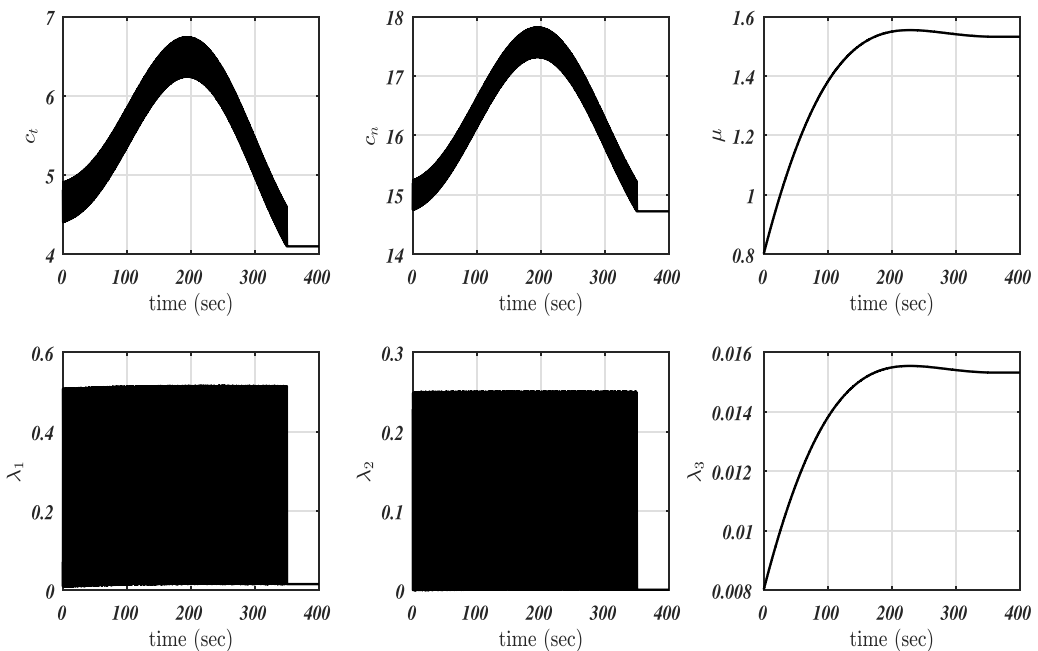 7
6
5
4
c_t
0 100 200 300 400
time (sec)
18
17
16
15
14
c_n
0 100 200 300 400
time (sec)
1.6
1.4
1.2
1
0.8
μ
0 100 200 300 400
time (sec)
0.6
0.4
0.2
0
λ_1
0 100 200 300 400
time (sec)
0.3
0.2
0.1
0
λ_2
0 100 200 300 400
time (sec)
0.016
0.014
0.012
0.01
0.008
λ_3
0 100 200 300 400
time (sec)